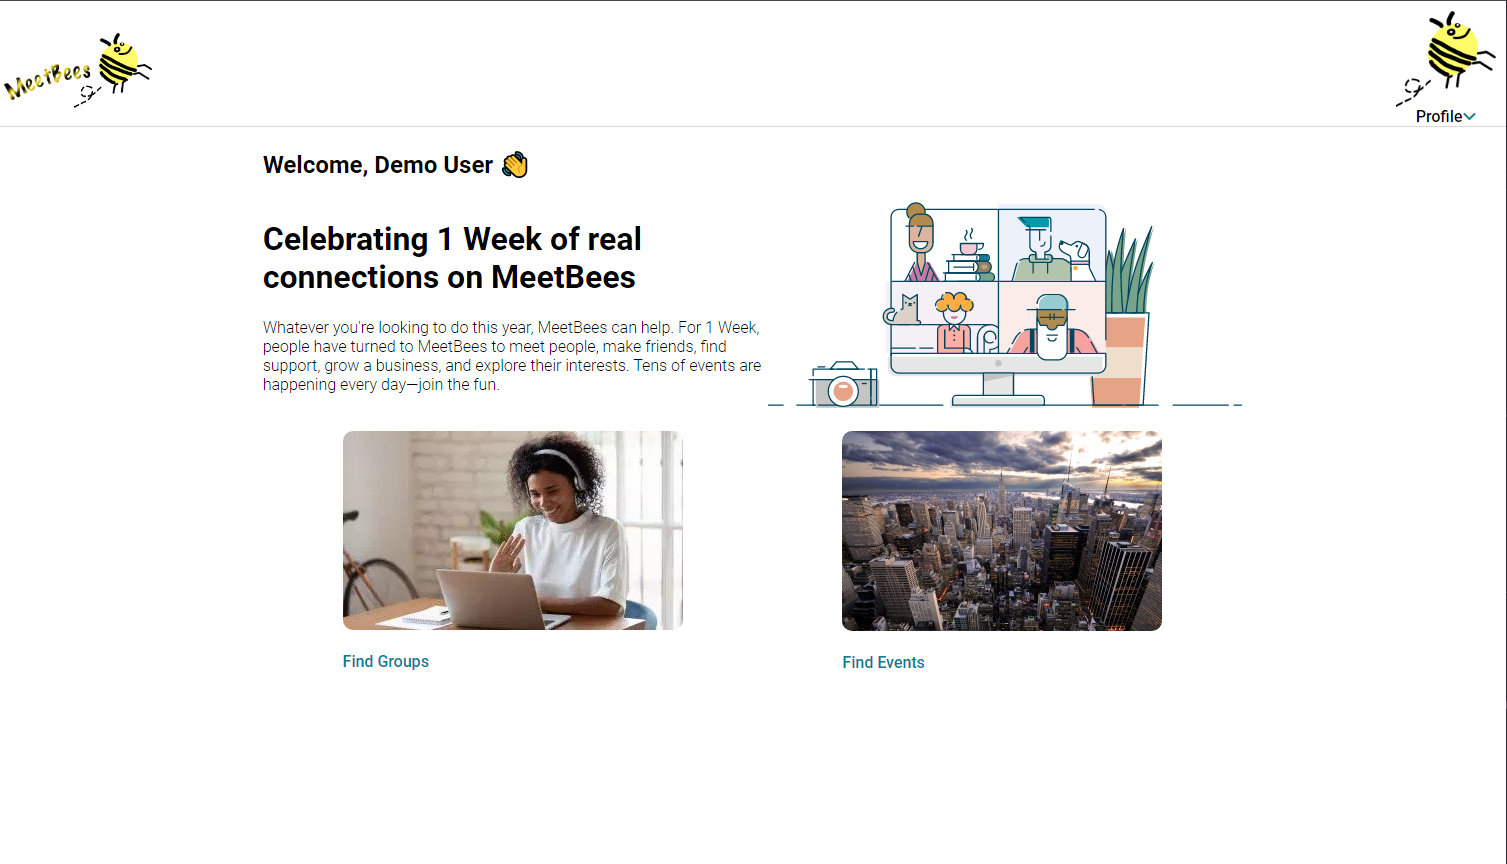 MeetBees
Profile
Welcome, Demo User 👋
Celebrating 1 Week of real
connections on MeetBees
Whatever you're looking to do this year, MeetBees can help. For 1 Week,
people have turned to MeetBees to meet people, make friends, find
support, grow a business, and explore their interests. Tens of events are
happening every day—join the fun.
Find Groups
Find Events